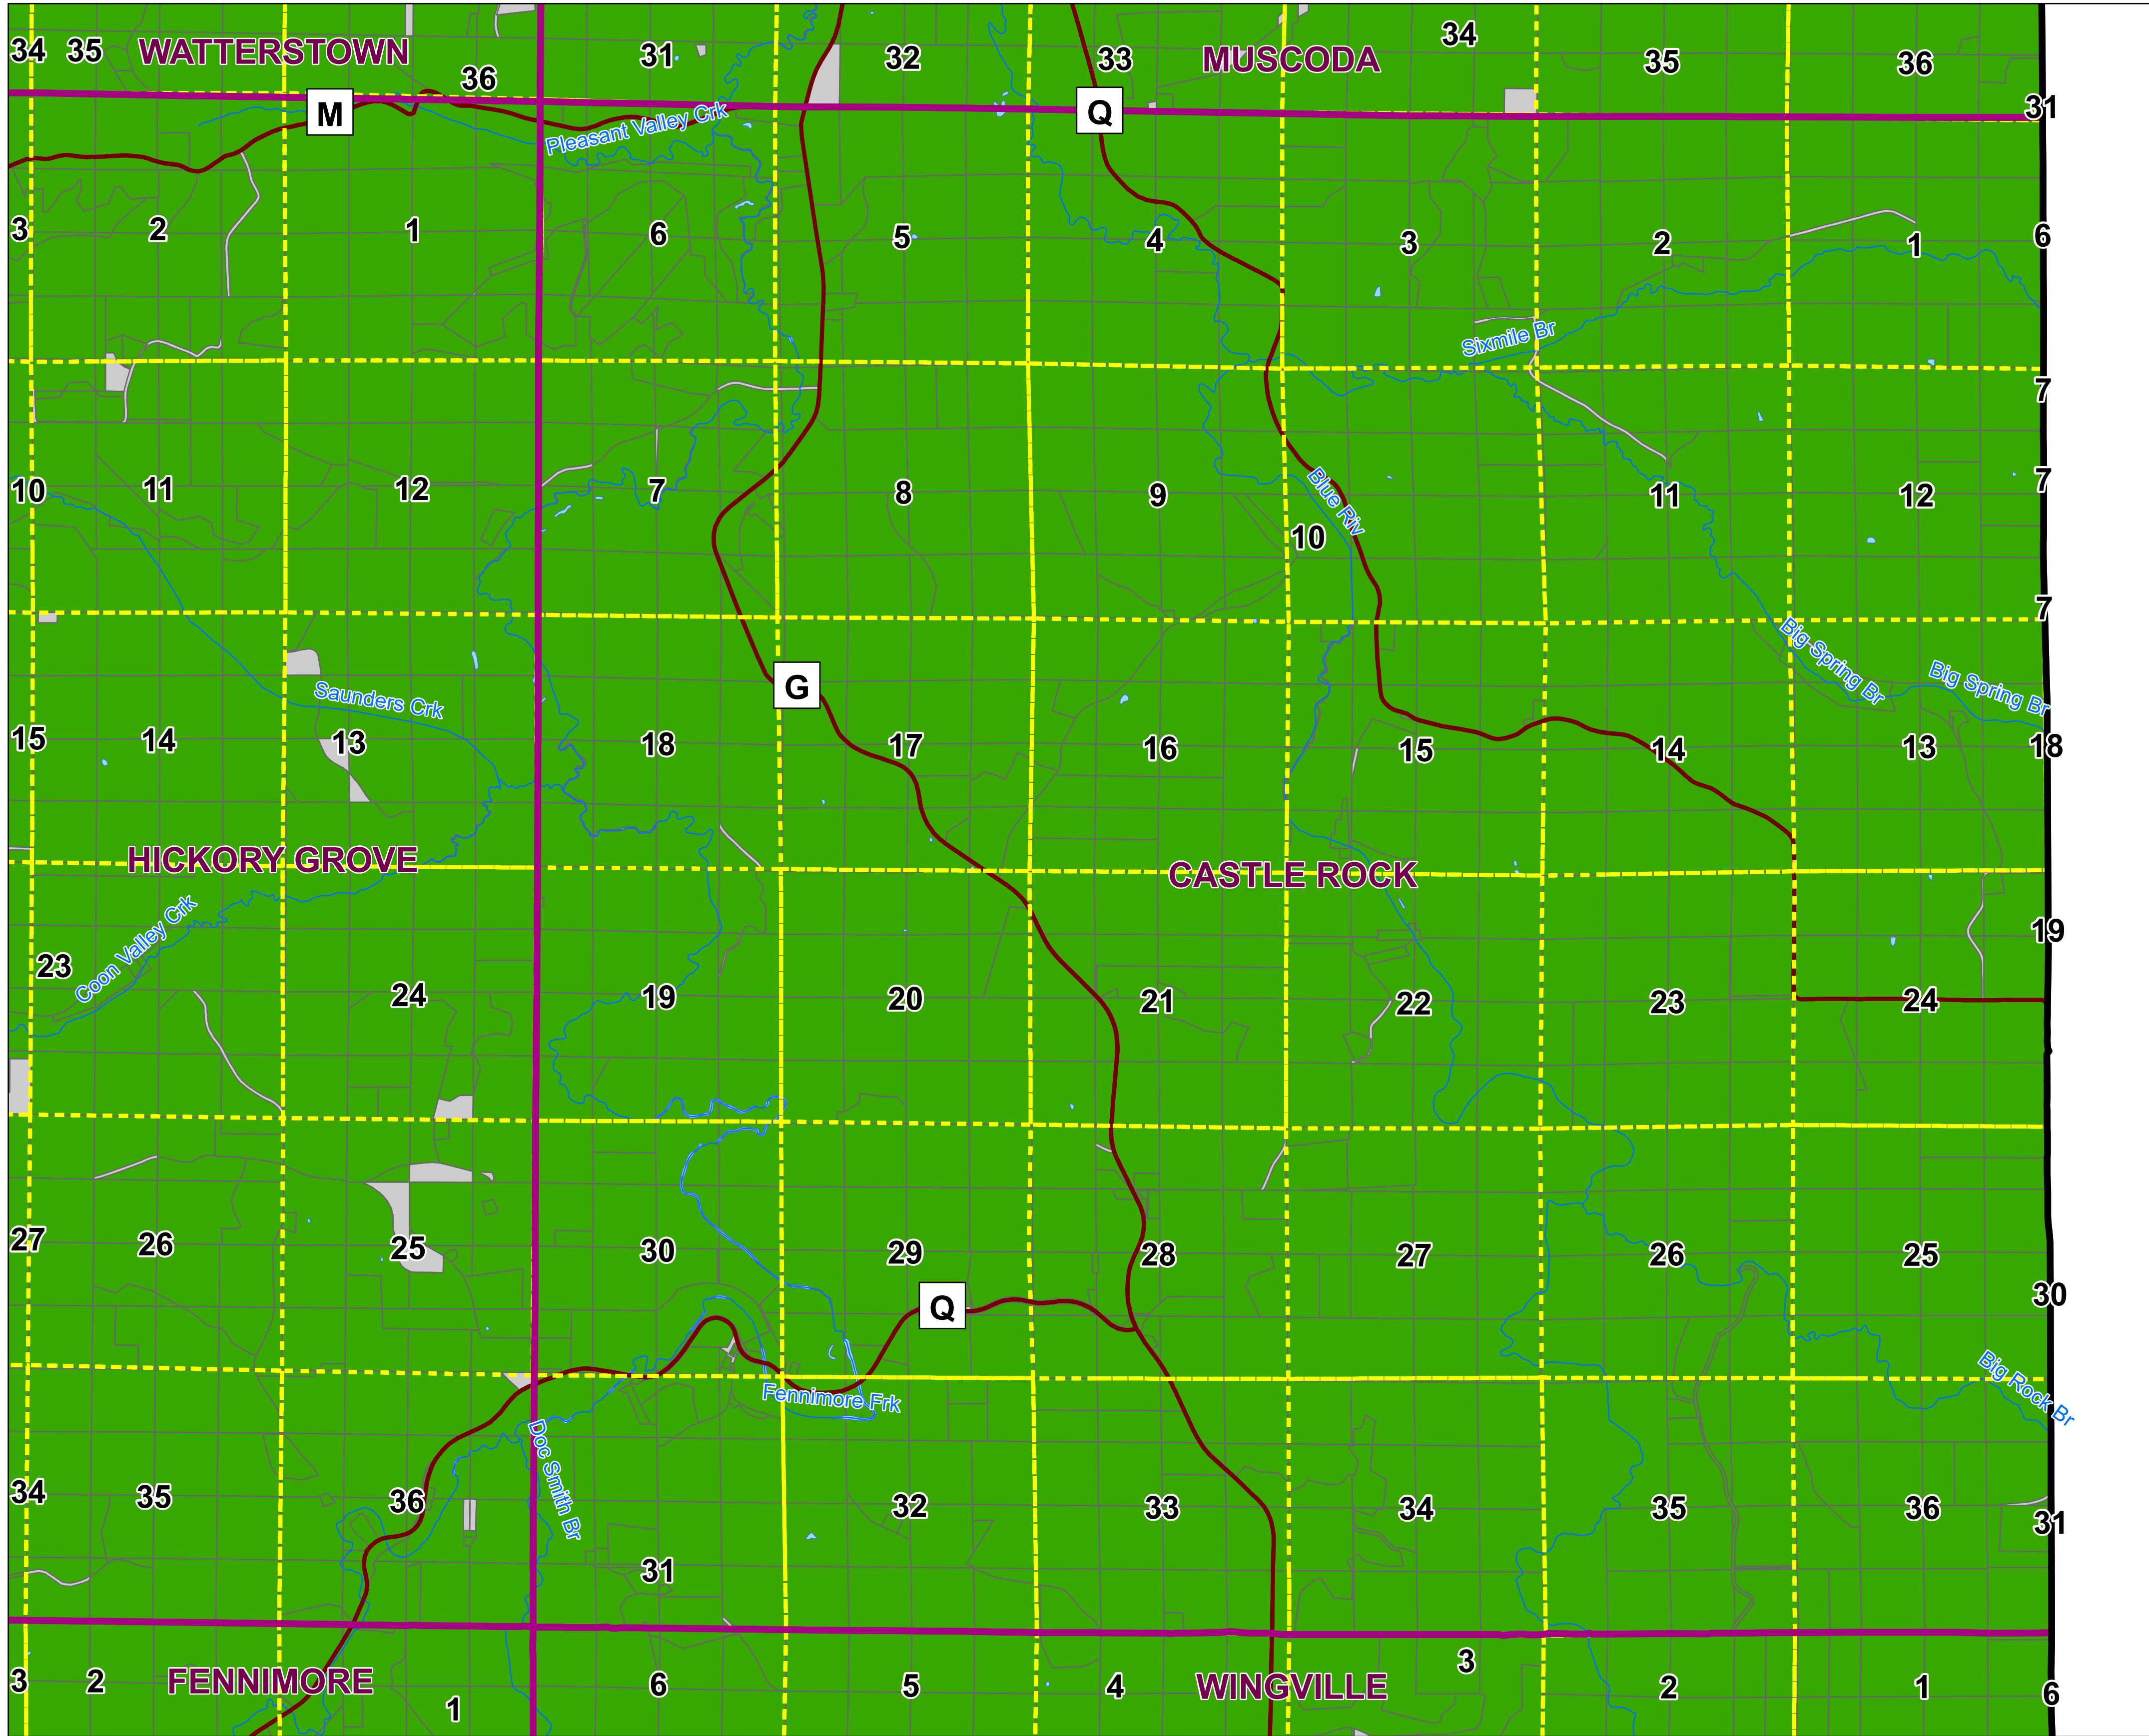 34 35 WATTERSTOWN 36 31 32 33 MUSCODA 34 35 36
M Q 31
Pleasant Valley Crk
3 2 1 6 5 4 3 2 1 6
Sixmile Br
7
10 11 12 7 8 9 10 11 12 7
Blue Riv
7
Big Spring Br
Big Spring Br
G
Saunders Crk
15 14 13 18 17 16 15 14 13 18
HICKORY GROVE CASTLE ROCK
Coon Valley Crk
19
23 24 19 20 21 22 23 24
27 26 25 30 29 28 27 26 25
30
Q
Big Rock Br
Fennimore Frk
Doc Smith Br
34 35 36 32 33 34 35 36 31
31
3 2 FENNIMORE 1 6 5 4 WINGVILLE 3 2 1 6